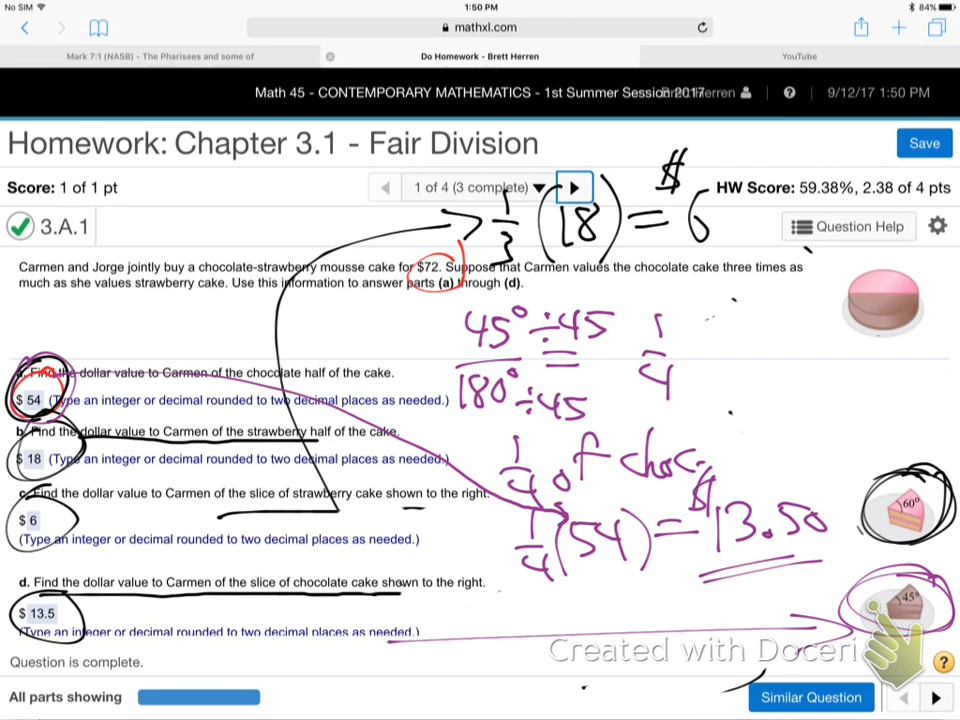 No SIM 1:50 PM 84%
mathxl.com
Mark 7:1 (NASB) - The Pharisees and some of Do Homework - Brett Herren YouTube
Math 45 - CONTEMPORARY MATHEMATICS - 1st Summer Session 2017 Herren ? 9/12/17 1:50 PM
Homework: Chapter 3.1 - Fair Division Save
Score: 1 of 1 pt 1 of 4 (3 complete) HW Score: 59.38%, 2.38 of 4 pts
1/3 (18) = $6
3.A.1 Question Help
Carmen and Jorge jointly buy a chocolate-strawberry mousse cake for $72. Suppose that Carmen values the chocolate cake three times as
much as she values strawberry cake. Use this information to answer parts (a) through (d).
45° ÷45
180° ÷45
1/4
a. Find the dollar value to Carmen of the chocolate half of the cake.
$ 54 (Type an integer or decimal rounded to two decimal places as needed.)
b. Find the dollar value to Carmen of the strawberry half of the cake.
$ 18 (Type an integer or decimal rounded to two decimal places as needed.)
1/4 of choc.
c. Find the dollar value to Carmen of the slice of strawberry cake shown to the right.
60°
$ 6
1/4 (54) = $13.50
(Type an integer or decimal rounded to two decimal places as needed.)
d. Find the dollar value to Carmen of the slice of chocolate cake shown to the right.
45°
$ 13.5
(Type an integer or decimal rounded to two decimal places as needed.)
Created with Doceri
Question is complete. ?
All parts showing Similar Question